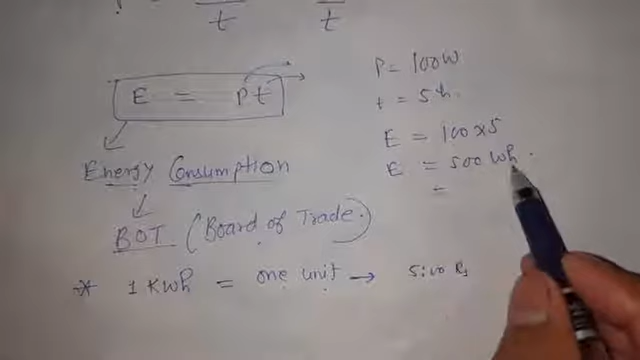 t t
E = Pt
Energy Consumption
BOT (Board of Trade)
* 1 KWh = one unit → 5:00 Rs
P = 100W
t = 5h.
E = 100 x 5
E = 500 Wh.
=